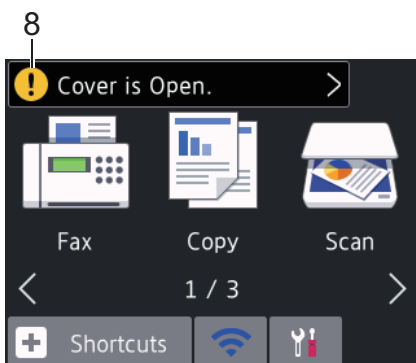 8
! Cover is Open. >
Fax Copy Scan
< 1 / 3 >
+ Shortcuts